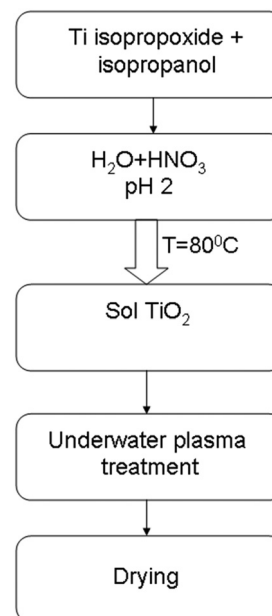 Ti isopropoxide +
isopropanol
H₂O+HNO₃
pH 2
T=80⁰C
Sol TiO₂
Underwater plasma
treatment
Drying